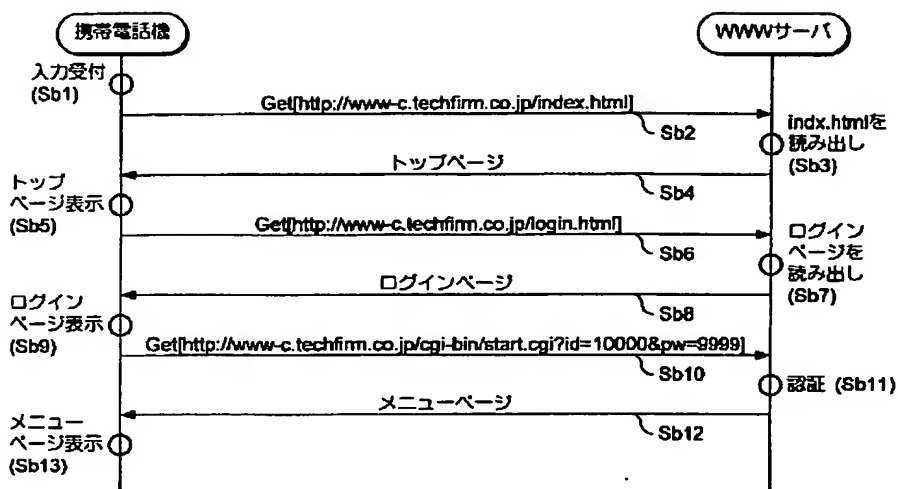 携帯電話機
WWWサーバ
入力受付
(Sb1)
Get[http://www-c.techfirm.co.jp/index.html]
Sb2
indx.htmlを
読み出し
(Sb3)
トップページ
Sb4
トップ
ページ表示
(Sb5)
Get[http://www-c.techfirm.co.jp/login.html]
Sb6
ログイン
ページを
読み出し
(Sb7)
ログインページ
Sb8
ログイン
ページ表示
(Sb9)
Get[http://www-c.techfirm.co.jp/cgi-bin/start.cgi?id=10000&pw=9999]
Sb10
認証 (Sb11)
メニューページ
Sb12
メニュー
ページ表示
(Sb13)